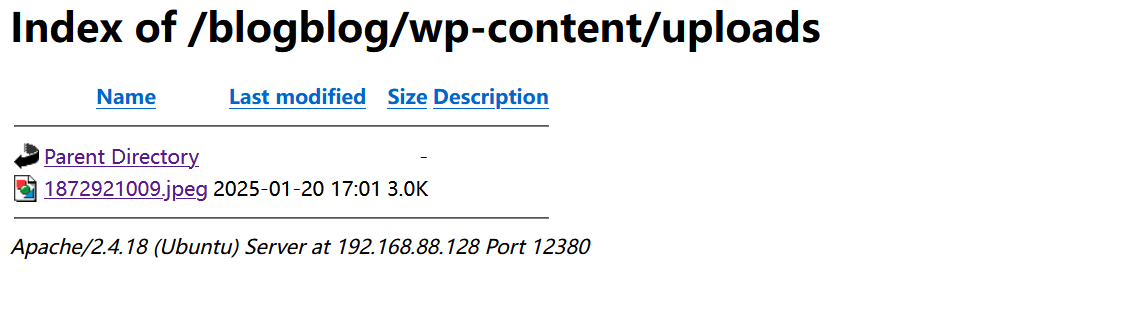 Index of /blogblog/wp-content/uploads
Name Last modified Size Description
Parent Directory -
1872921009.jpeg 2025-01-20 17:01 3.0K
Apache/2.4.18 (Ubuntu) Server at 192.168.88.128 Port 12380